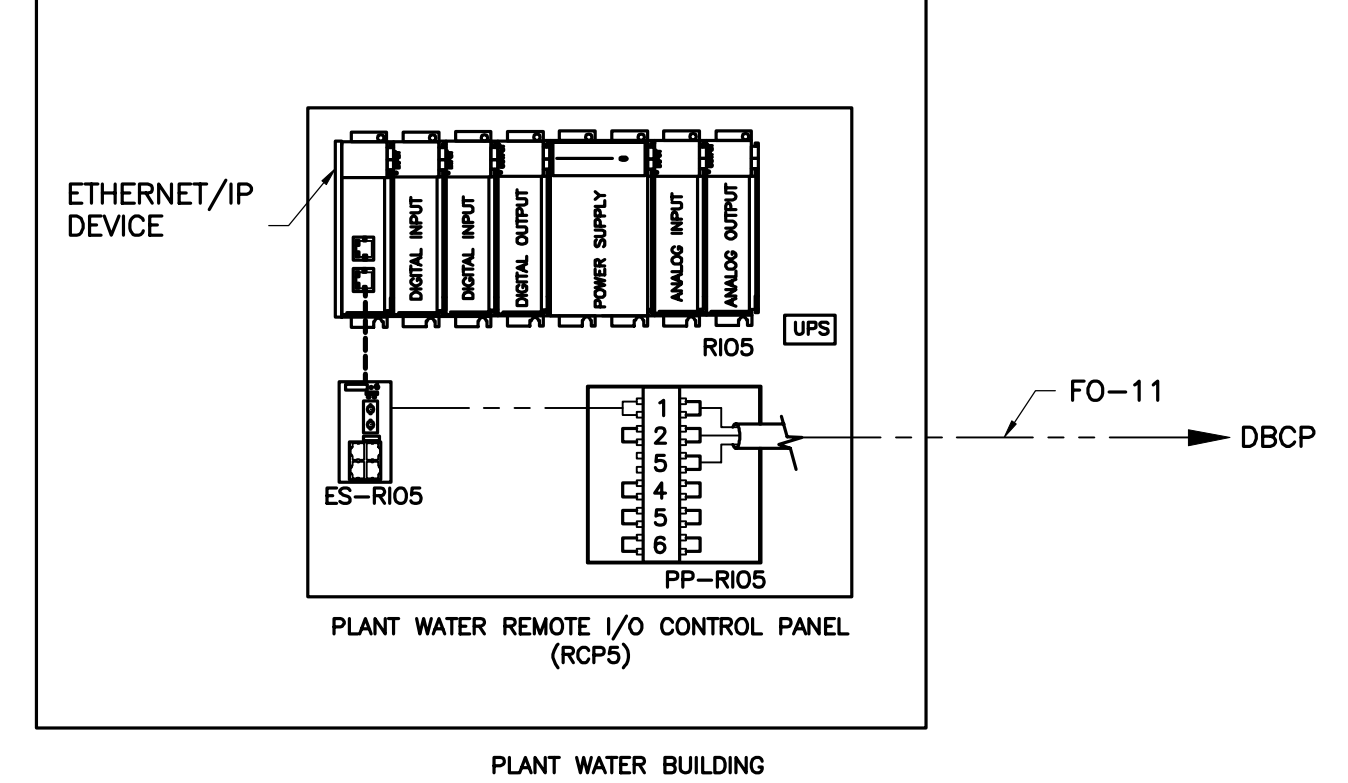 ETHERNET/IP
DEVICE
DIGITAL INPUT
DIGITAL INPUT
DIGITAL OUTPUT
POWER SUPPLY
ANALOG INPUT
ANALOG OUTPUT
UPS
RIO5
ES-RIO5
1
2
5
4
5
6
PP-RIO5
FO-11
DBCP
PLANT WATER REMOTE I/O CONTROL PANEL
(RCP5)
PLANT WATER BUILDING